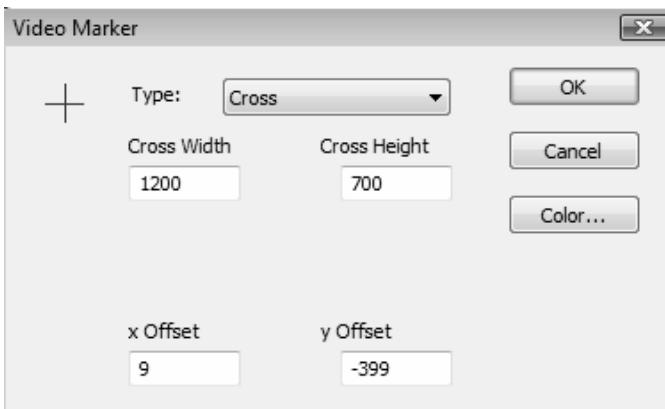 Video Marker
Type: Cross OK
Cross Width Cross Height Cancel
1200 700
Color...
x Offset y Offset
9 -399